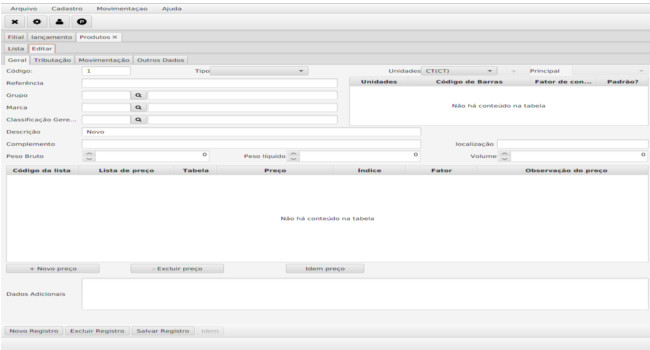 Arquivo Cadastro Movimentaçao Ajuda
Filial lançamento Produtos ×
Lista Editar
Geral Tributação Movimentação Outros Dados
Código: 1 Tipo Unidades CT(CT) Principal
Referência
Unidades Código de Barras Fator de con... Padrão?
Grupo
Marca
Não há conteúdo na tabela
Classificação Gere...
Descrição Novo
Complemento localização
Peso Bruto 0 Peso líquido 0 Volume 0
Código da lista Lista de preço Tabela Preço Índice Fator Observação do preço
Não há conteúdo na tabela
+ Novo preço - Excluir preço Idem preço
Dados Adicionais
Novo Registro Excluir Registro Salvar Registro Idem